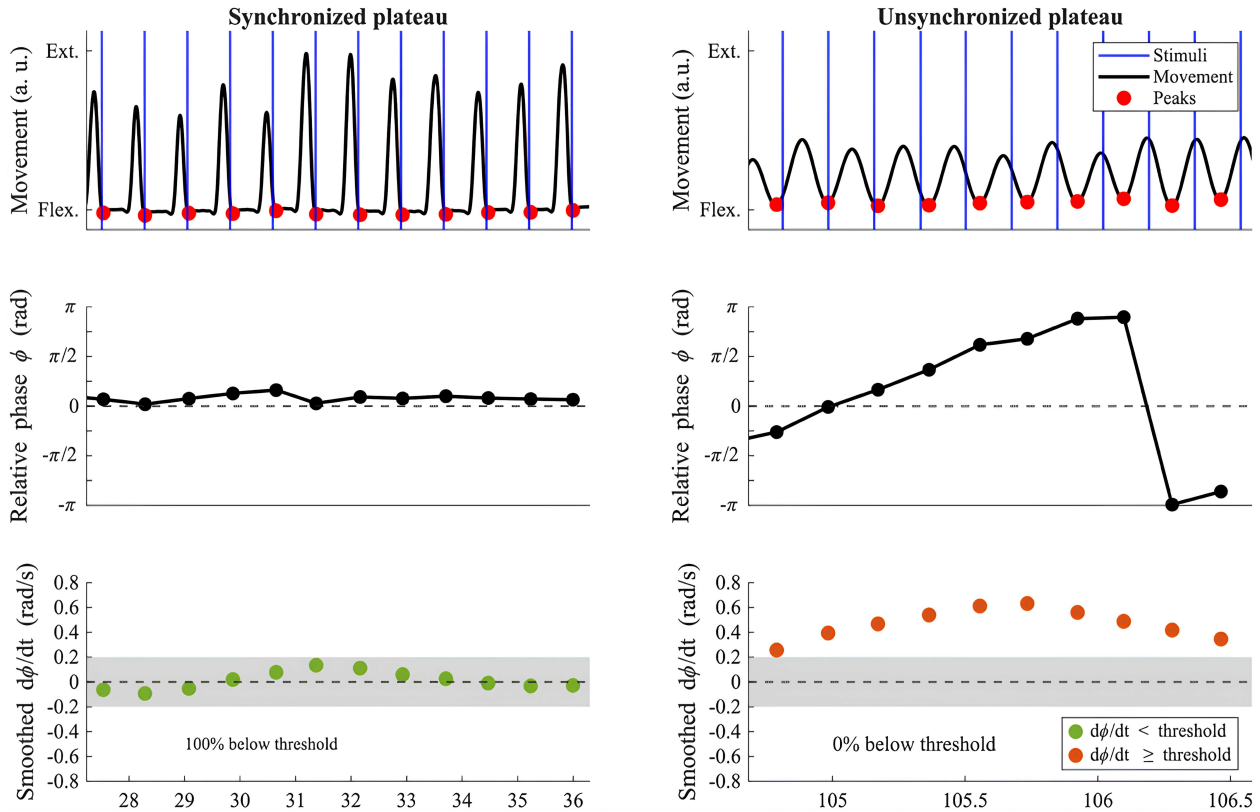 Synchronized plateau
Ext.
Flex.
Movement (a. u.)
π
π/2
0
-π/2
-π
Relative phase ϕ (rad)
0.8
0.6
0.4
0.2
0
-0.2
-0.4
-0.6
-0.8
Smoothed dϕ/dt (rad/s)
100% below threshold
28 29 30 31 32 33 34 35 36
Unsynchronized plateau
Ext.
Flex.
Movement (a.u.)
Stimuli
Movement
Peaks
π
π/2
0
-π/2
-π
Relative phase ϕ (rad)
0.8
0.6
0.4
0.2
0
-0.2
-0.4
-0.6
-0.8
Smoothed dϕ/dt (rad/s)
0% below threshold
dϕ/dt < threshold
dϕ/dt ≥ threshold
105 105.5 106 106.5